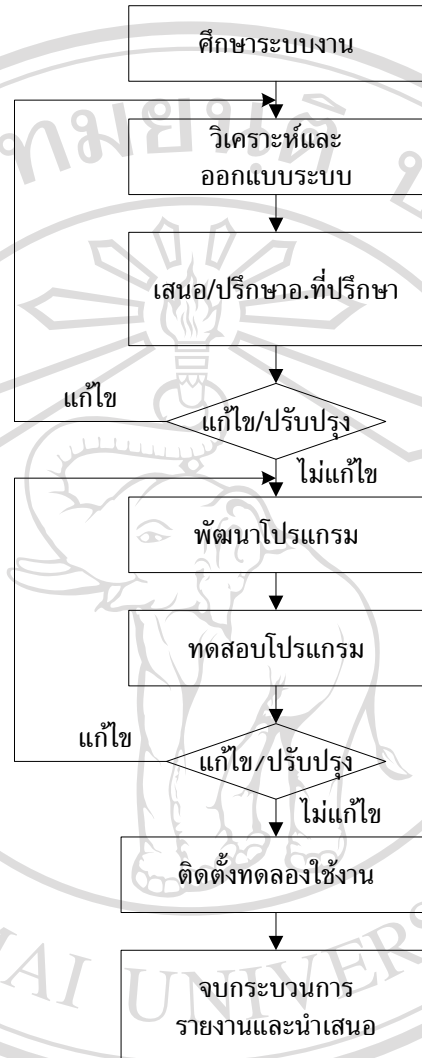 ศึกษาระบบงาน
วิเคราะห์และ
ออกแบบระบบ
เสนอ/ปรึกษาอ.ที่ปรึกษา
แก้ไข
แก้ไข/ปรับปรุง
ไม่แก้ไข
พัฒนาโปรแกรม
ทดสอบโปรแกรม
แก้ไข
แก้ไข/ปรับปรุง
ไม่แก้ไข
ติดตั้งทดลองใช้งาน
จบกระบวนการ
รายงานและนำเสนอ